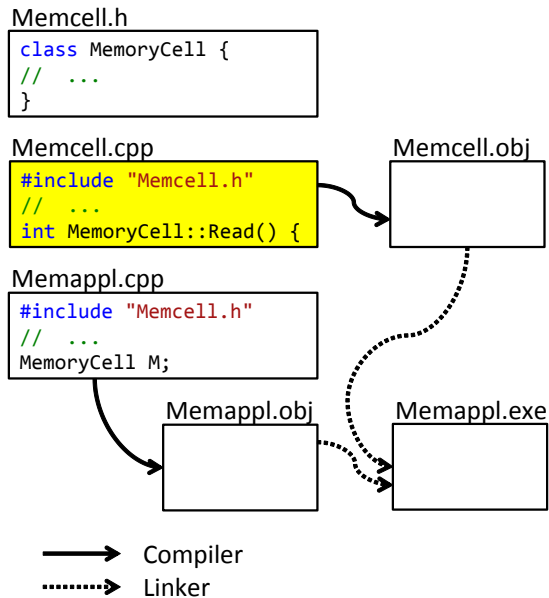 Memcell.h
class MemoryCell {
// ...
}
Memcell.cpp
Memcell.obj
#include "Memcell.h"
// ...
int MemoryCell::Read() {
Memappl.cpp
#include "Memcell.h"
// ...
MemoryCell M;
Memappl.obj
Memappl.exe
Compiler
Linker